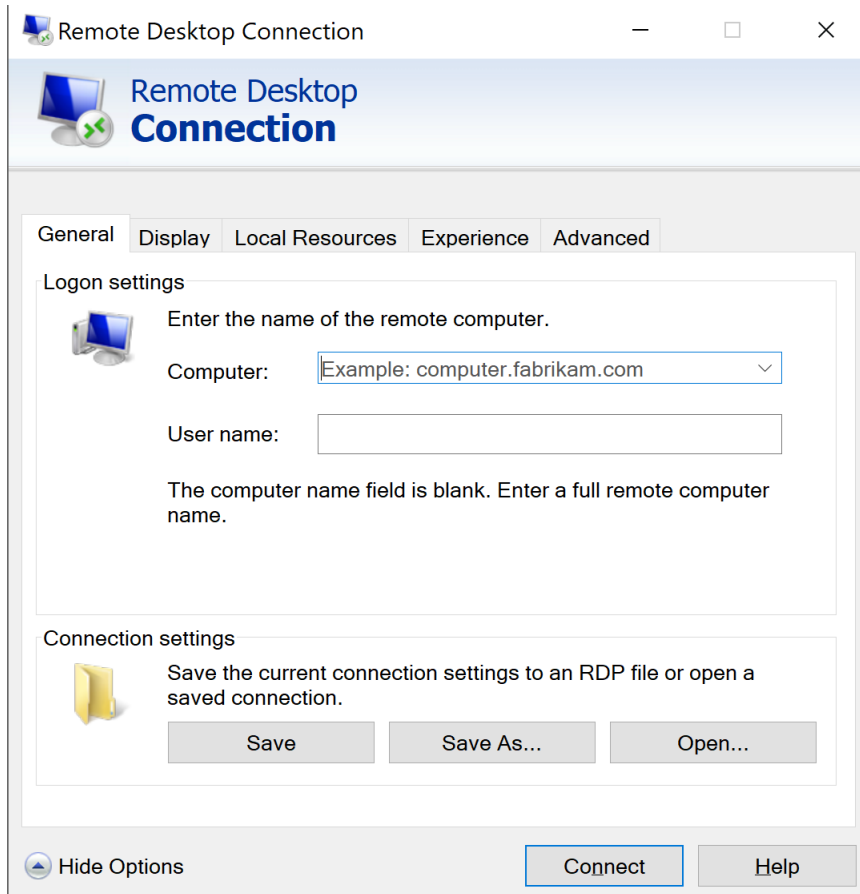 Remote Desktop Connection
Remote Desktop
Connection
General Display Local Resources Experience Advanced
Logon settings
Enter the name of the remote computer.
Computer: Example: computer.fabrikam.com
User name:
The computer name field is blank. Enter a full remote computer
name.
Connection settings
Save the current connection settings to an RDP file or open a
saved connection.
Save Save As... Open...
Hide Options Connect Help